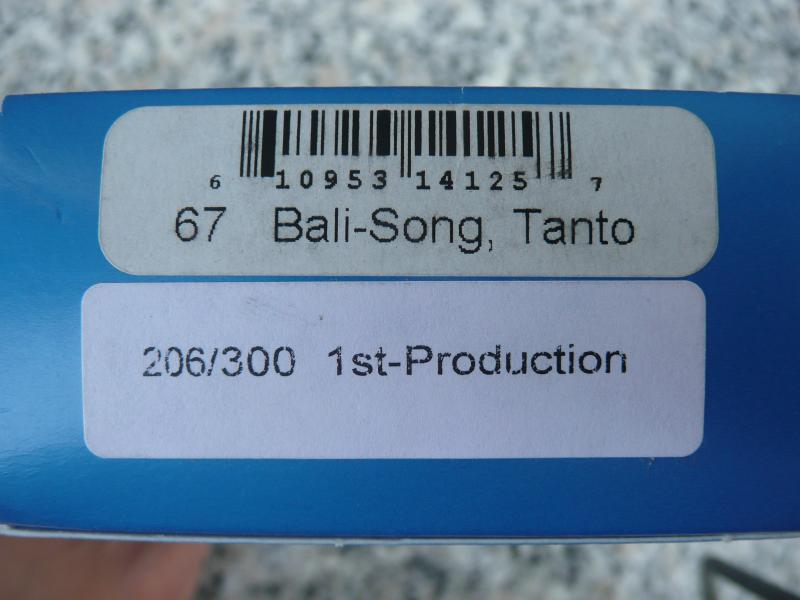 6 10953 14125 7
67 Bali-Song, Tanto
206/300 1st-Production